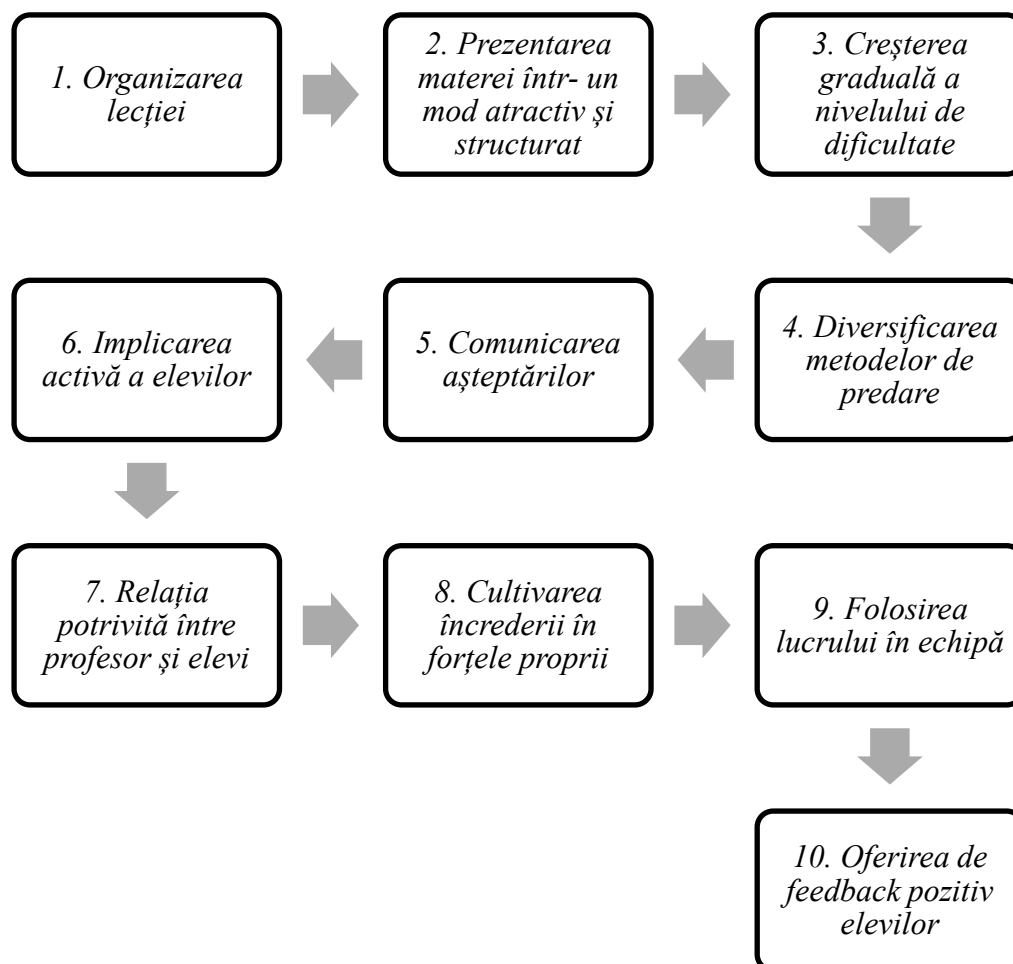 1. Organizarea
lecției
2. Prezentarea
materei într- un
mod atractiv și
structurat
3. Creșterea
graduală a
nivelului de
dificultate
4. Diversificarea
metodelor de
predare
5. Comunicarea
așteptărilor
6. Implicarea
activă a elevilor
7. Relația
potrivită între
profesor și elevi
8. Cultivarea
încrederii în
forțele proprii
9. Folosirea
lucrului în echipă
10. Oferirea de
feedback pozitiv
elevilor